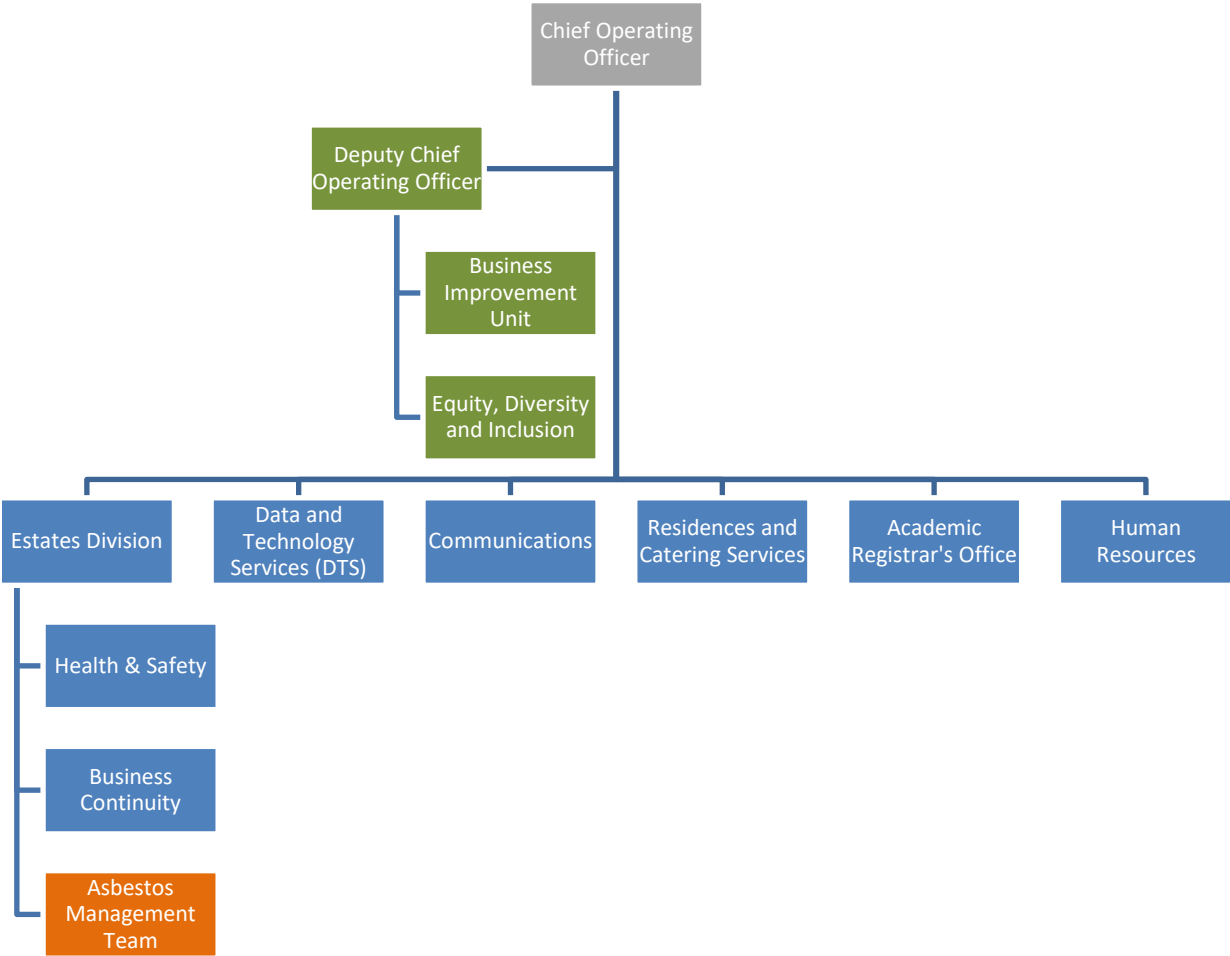 Chief Operating
Officer
Deputy Chief
Operating Officer
Business
Improvement
Unit
Equity, Diversity
and Inclusion
Estates Division
Data and
Technology
Services (DTS)
Communications
Residences and
Catering Services
Academic
Registrar's Office
Human
Resources
Health & Safety
Business
Continuity
Asbestos
Management
Team